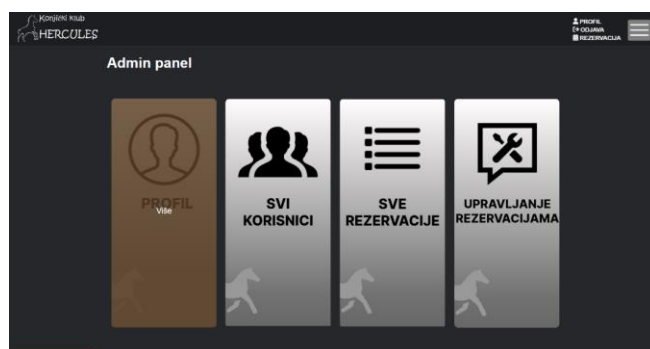 Konjički klub
HERCULES
PROFIL
ODJAVA
REZERVACIJA
Admin panel
PROFIL
Više
SVI
KORISNICI
SVE
REZERVACIJE
UPRAVLJANJE
REZERVACIJAMA